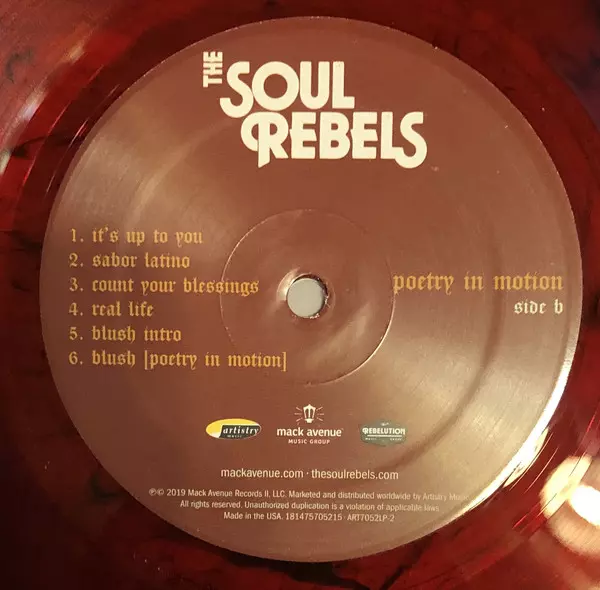 THE
SOUL
REBELS
1. it's up to you
2. sabor latino
3. count your blessings
4. real life
5. blush intro
6. blush [poetry in motion]
poetry in motion
side b
artistry
music
mack avenue
MUSIC GROUP
REBELUTION
mackavenue.com · thesoulrebels.com
℗© 2019 Mack Avenue Records II, LLC. Marketed and distributed worldwide by Artistry Music
All rights reserved. Unauthorized duplication is a violation of applicable laws
Made in the USA. 181475705215 · ART7052LP-2